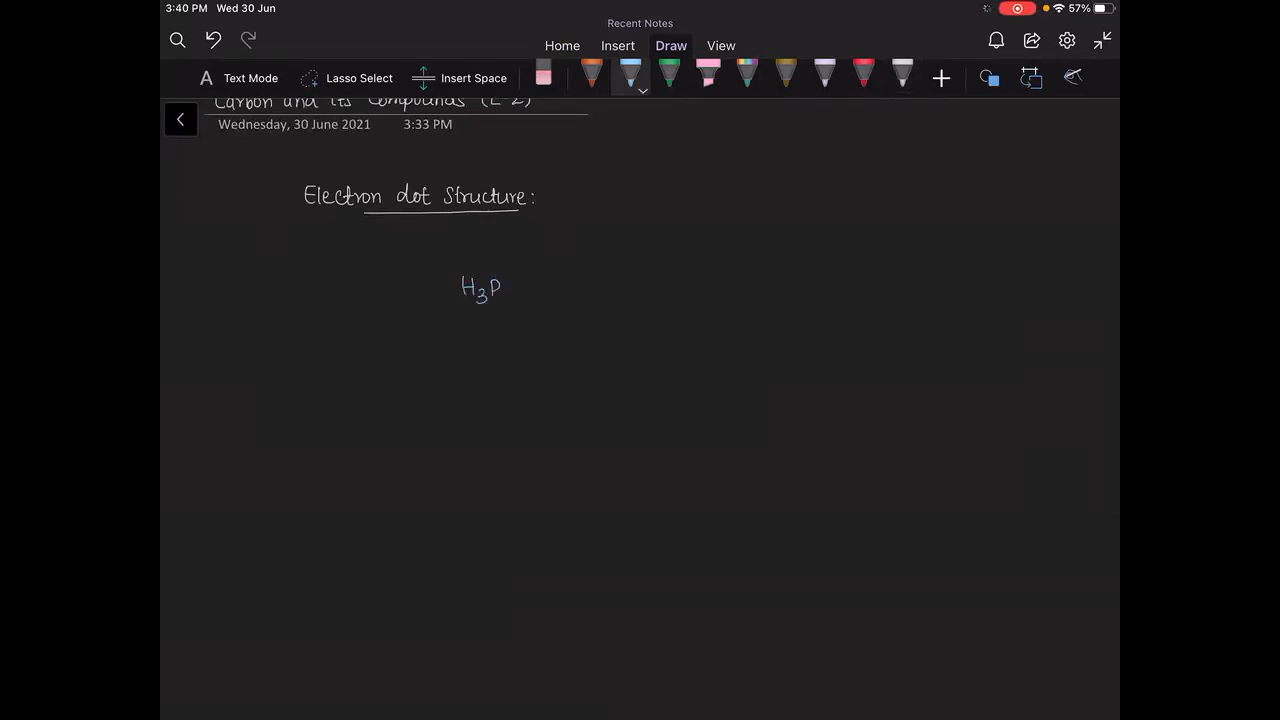 3:40 PM Wed 30 Jun
57%
Recent Notes
Home Insert Draw View
A Text Mode Lasso Select Insert Space
Carbon and its Compounds (L-2)
Wednesday, 30 June 2021 3:33 PM
Electron dot Structure:
H₃P